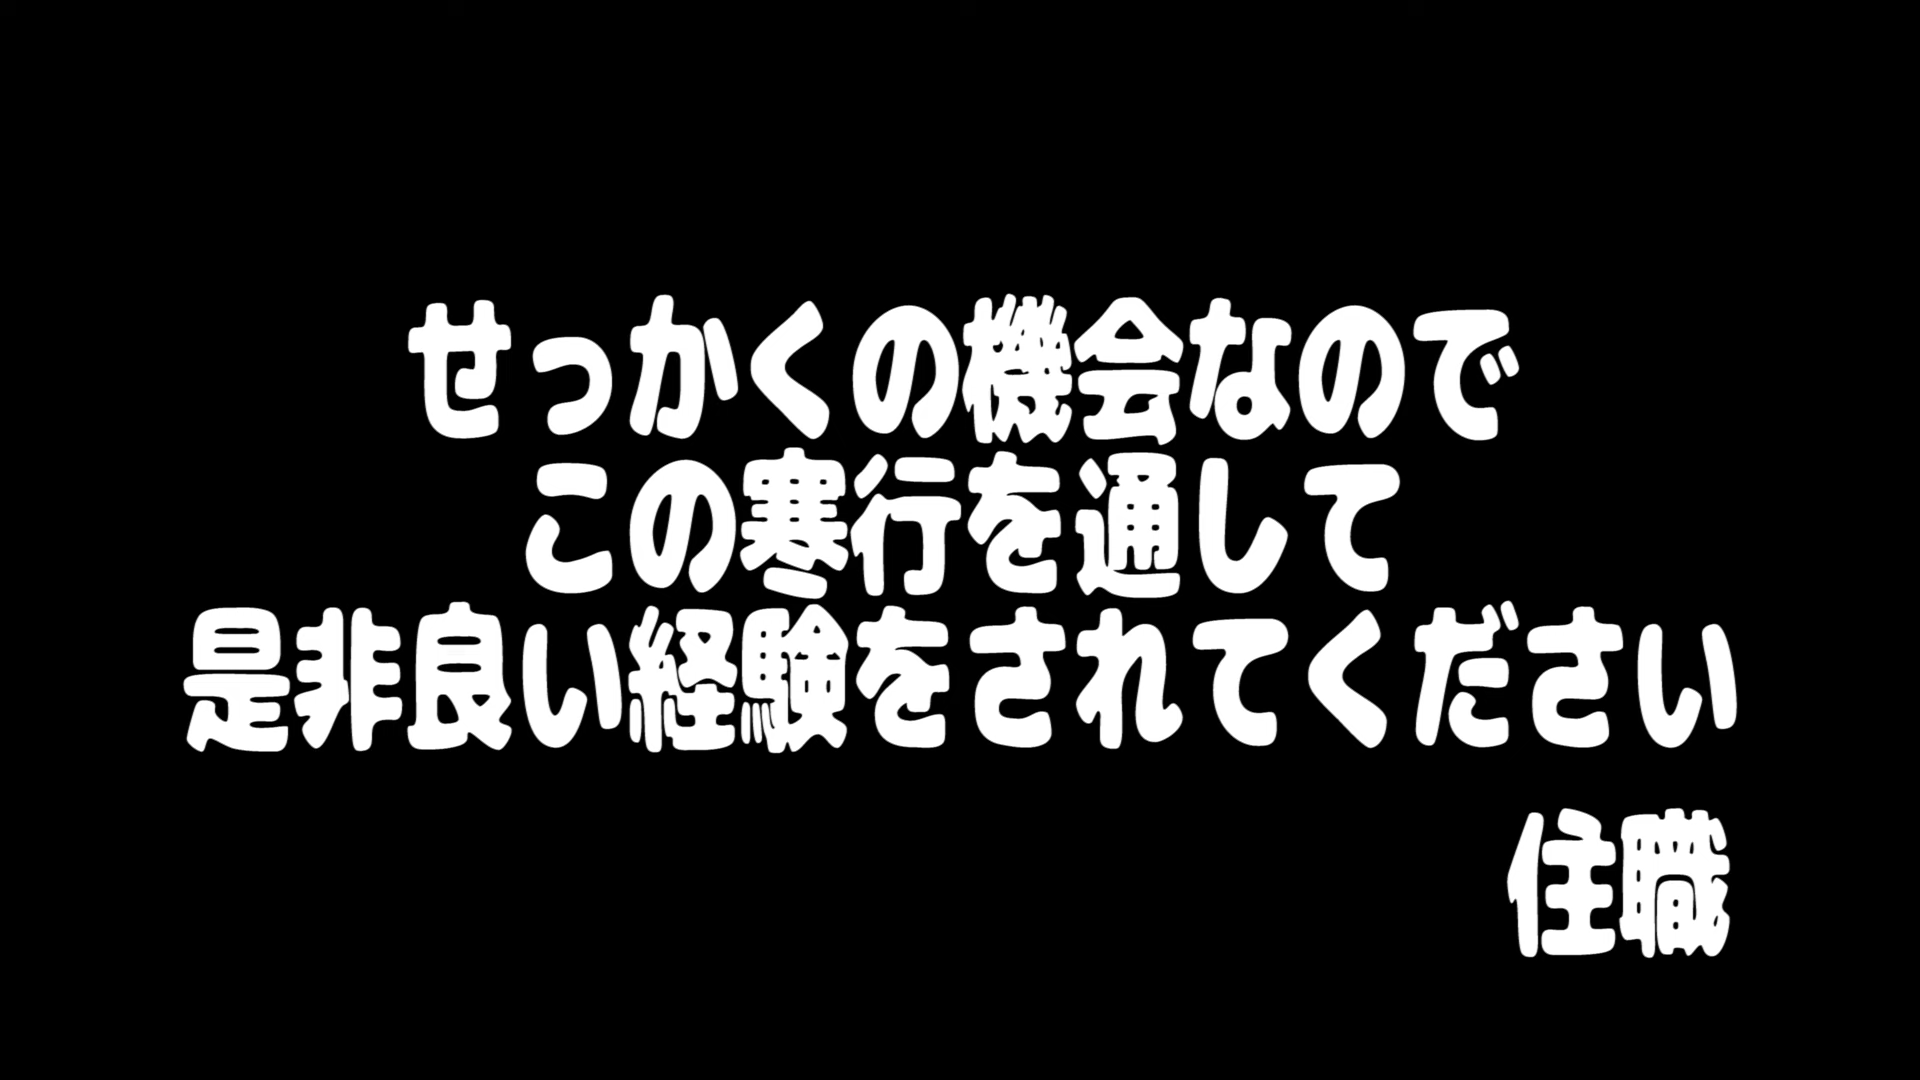 せっかくの機会なので
この寒行を通して
是非良い経験をされてください
住職